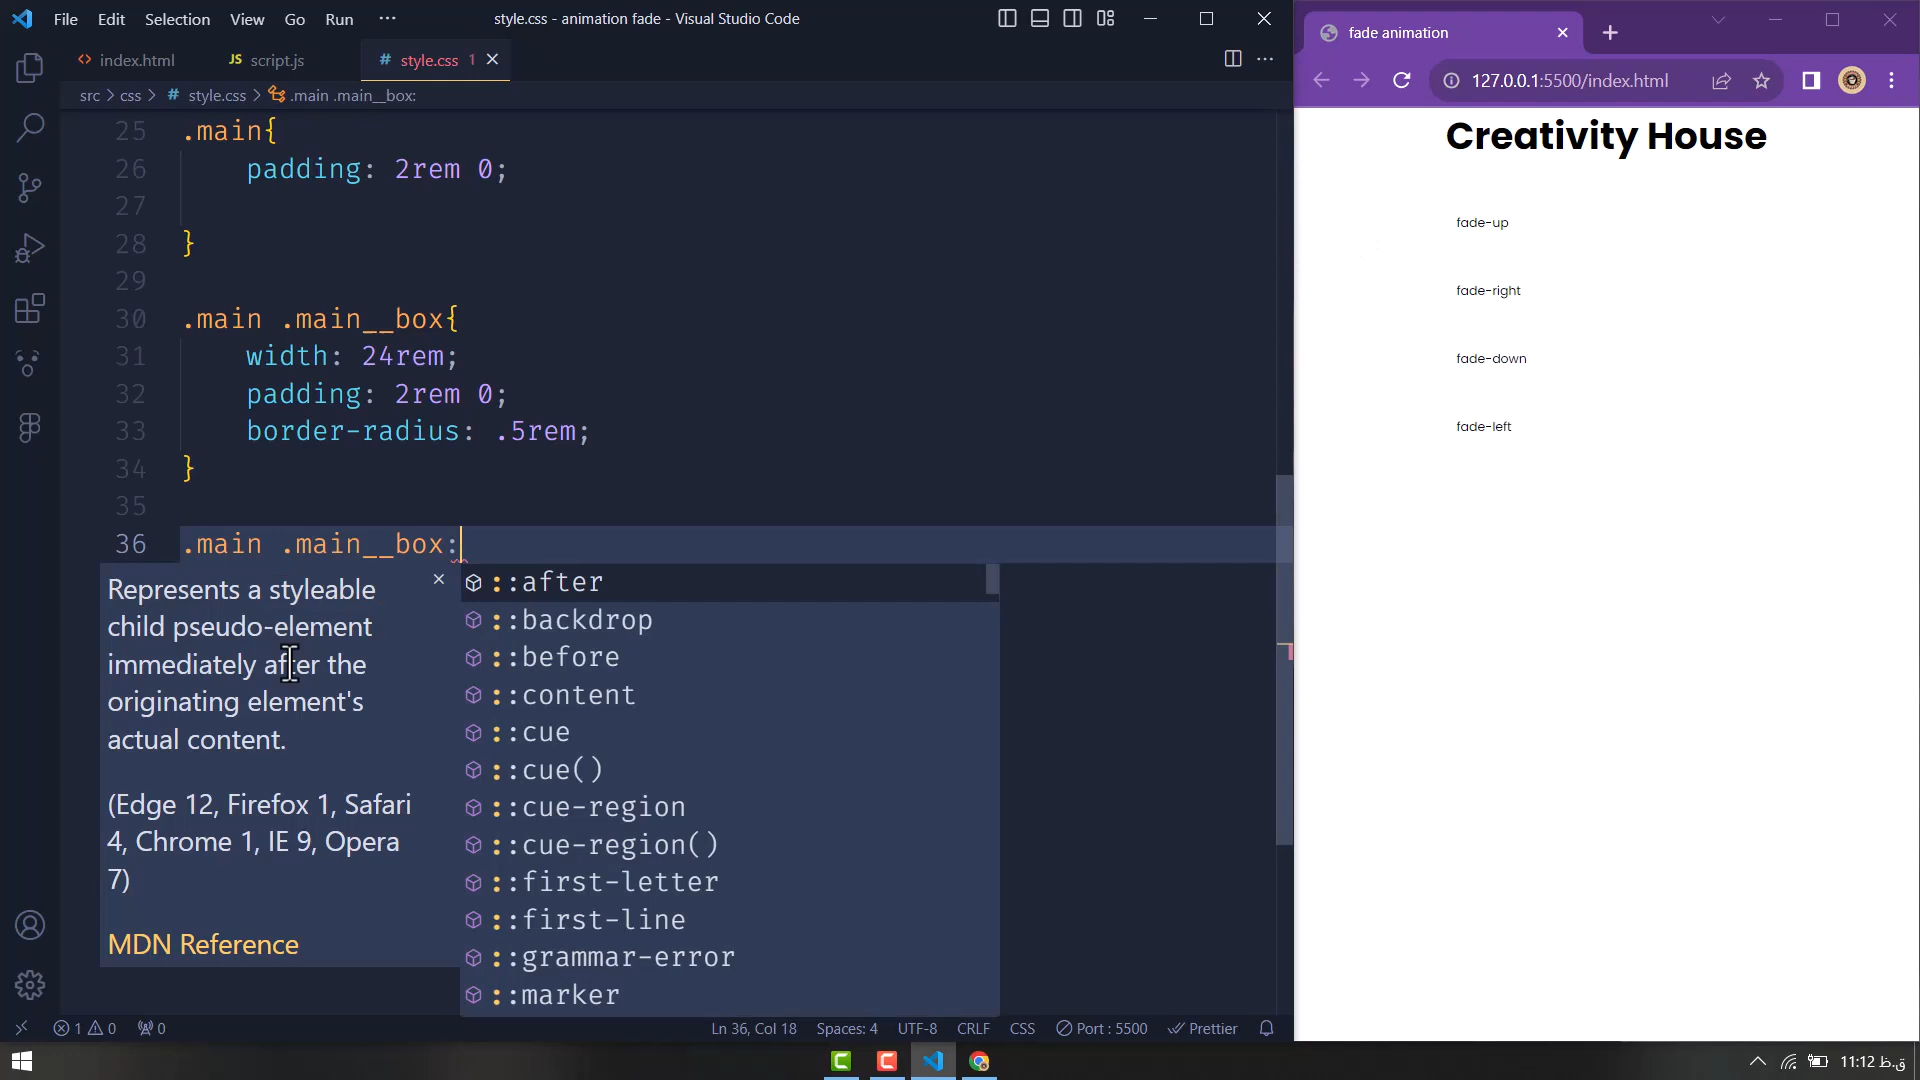 File Edit Selection View Go Run ···
style.css - animation fade - Visual Studio Code
index.html
JS script.js
# style.css 1
src > css > # style.css > .main .main__box:
25 .main{
26 padding: 2rem 0;
27
28 }
29
30 .main .main__box{
31 width: 24rem;
32 padding: 2rem 0;
33 border-radius: .5rem;
34 }
35
36 .main .main__box:
Represents a styleable
child pseudo-element
immediately after the
originating element's
actual content.
(Edge 12, Firefox 1, Safari
4, Chrome 1, IE 9, Opera
7)
MDN Reference
::after
::backdrop
::before
::content
::cue
::cue()
::cue-region
::cue-region()
::first-letter
::first-line
::grammar-error
::marker
1 0 0
Ln 36, Col 18 Spaces: 4 UTF-8 CRLF CSS Port : 5500 Prettier
fade animation
127.0.0.1:5500/index.html
Creativity House
fade-up
fade-right
fade-down
fade-left
11:12 ق.ظ